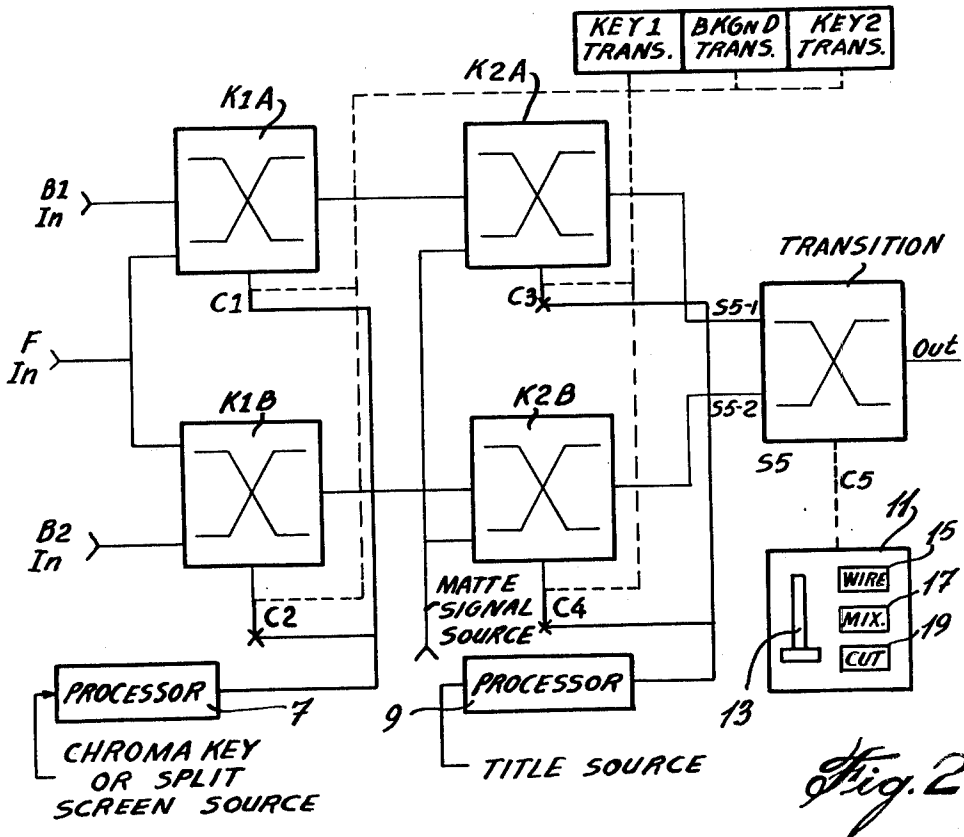 KEY 1 TRANS.
BKGND TRANS.
KEY 2 TRANS.
K1A
K2A
B1 In
C1
C3
TRANSITION
S5-1
F In
Out
K1B
K2B
S5-2
S5
C5
B2 In
11
15
WIRE
17
MIX.
19
CUT
13
C2
MATTE SIGNAL SOURCE
C4
PROCESSOR
7
9
PROCESSOR
CHROMA KEY
OR SPLIT
SCREEN SOURCE
TITLE SOURCE
Fig. 2